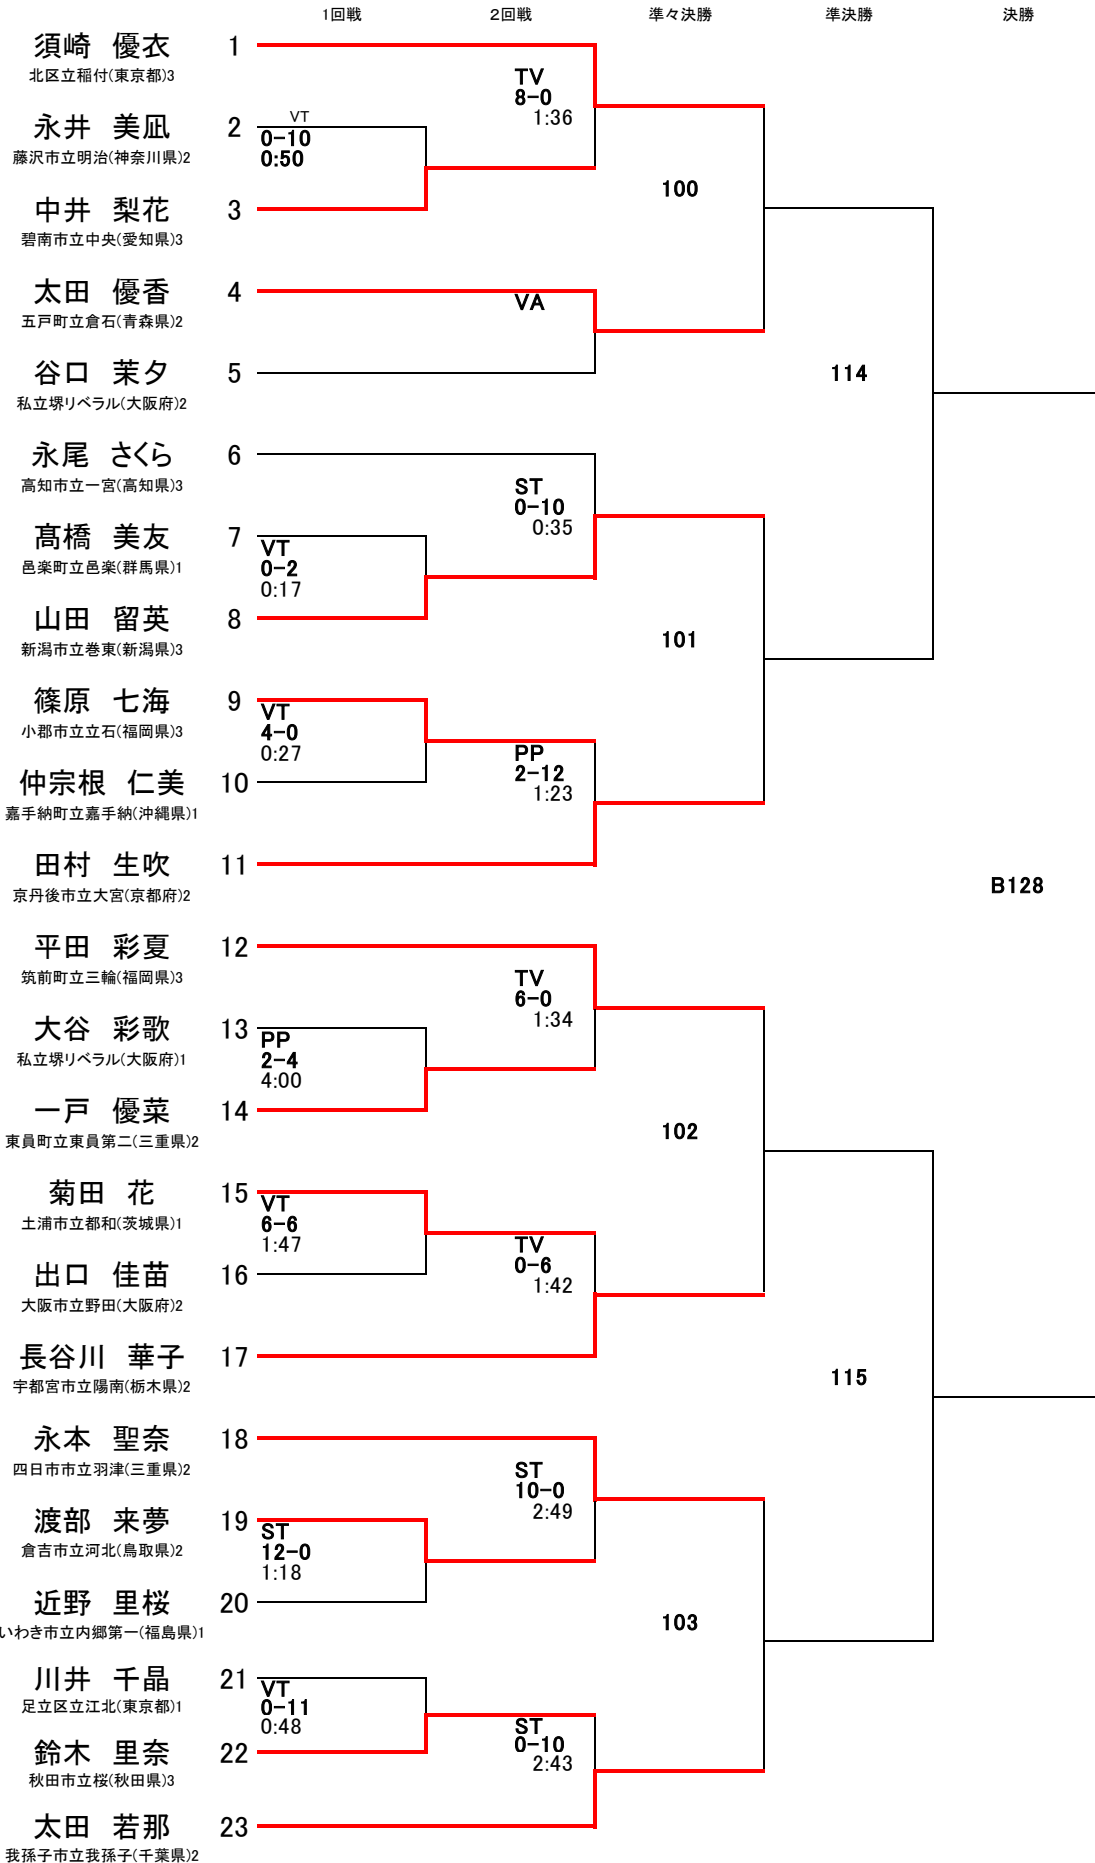 1回戦 2回戦 準々決勝 準決勝 決勝
須崎　優衣 1
北区立稲付(東京都)3
TV
8-0
1:36
永井　美凪 2
藤沢市立明治(神奈川県)2
VT
0-10
0:50
中井　梨花 3
碧南市立中央(愛知県)3
100
太田　優香 4
五戸町立倉石(青森県)2
VA
谷口　茉夕 5
私立堺リベラル(大阪府)2
114
永尾　さくら 6
高知市立一宮(高知県)3
ST
0-10
0:35
髙橋　美友 7
邑楽町立邑楽(群馬県)1
VT
0-2
0:17
山田　留英 8
新潟市立巻東(新潟県)3
101
篠原　七海 9
小郡市立立石(福岡県)3
VT
4-0
0:27
仲宗根　仁美 10
嘉手納町立嘉手納(沖縄県)1
PP
2-12
1:23
田村　生吹 11
京丹後市立大宮(京都府)2
B128
平田　彩夏 12
筑前町立三輪(福岡県)3
TV
6-0
1:34
大谷　彩歌 13
私立堺リベラル(大阪府)1
PP
2-4
4:00
一戸　優菜 14
東員町立東員第二(三重県)2
102
菊田　花 15
土浦市立都和(茨城県)1
VT
6-6
1:47
出口　佳苗 16
大阪市立野田(大阪府)2
TV
0-6
1:42
長谷川　華子 17
宇都宮市立陽南(栃木県)2
115
永本　聖奈 18
四日市市立羽津(三重県)2
ST
10-0
2:49
渡部　来夢 19
倉吉市立河北(鳥取県)2
ST
12-0
1:18
近野　里桜 20
いわき市立内郷第一(福島県)1
103
川井　千晶 21
足立区立江北(東京都)1
VT
0-11
0:48
鈴木　里奈 22
秋田市立桜(秋田県)3
ST
0-10
2:43
太田　若那 23
我孫子市立我孫子(千葉県)2